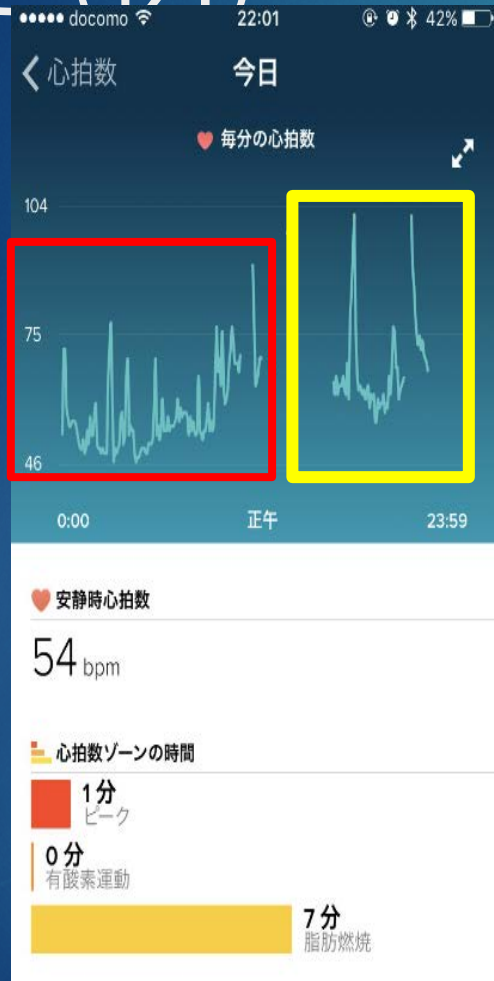 docomo 22:01 42%
心拍数 今日
毎分の心拍数
104
75
46
0:00 正午 23:59
安静時心拍数
54 bpm
心拍数ゾーンの時間
1分
ピーク
0分
有酸素運動
7分
脂肪燃焼